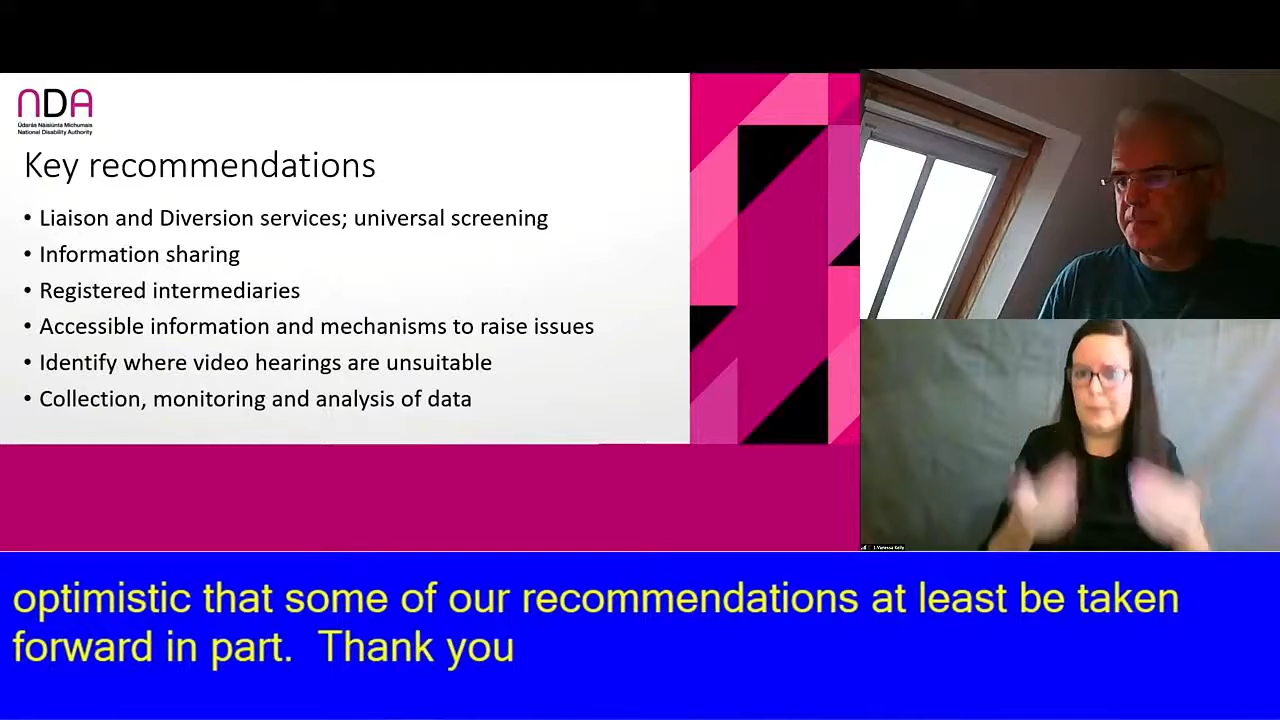 NDA
Údarás Náisiúnta Míchumais
National Disability Authority
Key recommendations
• Liaison and Diversion services; universal screening
• Information sharing
• Registered intermediaries
• Accessible information and mechanisms to raise issues
• Identify where video hearings are unsuitable
• Collection, monitoring and analysis of data
Vanessa Kelly
optimistic that some of our recommendations at least be taken
forward in part.  Thank you